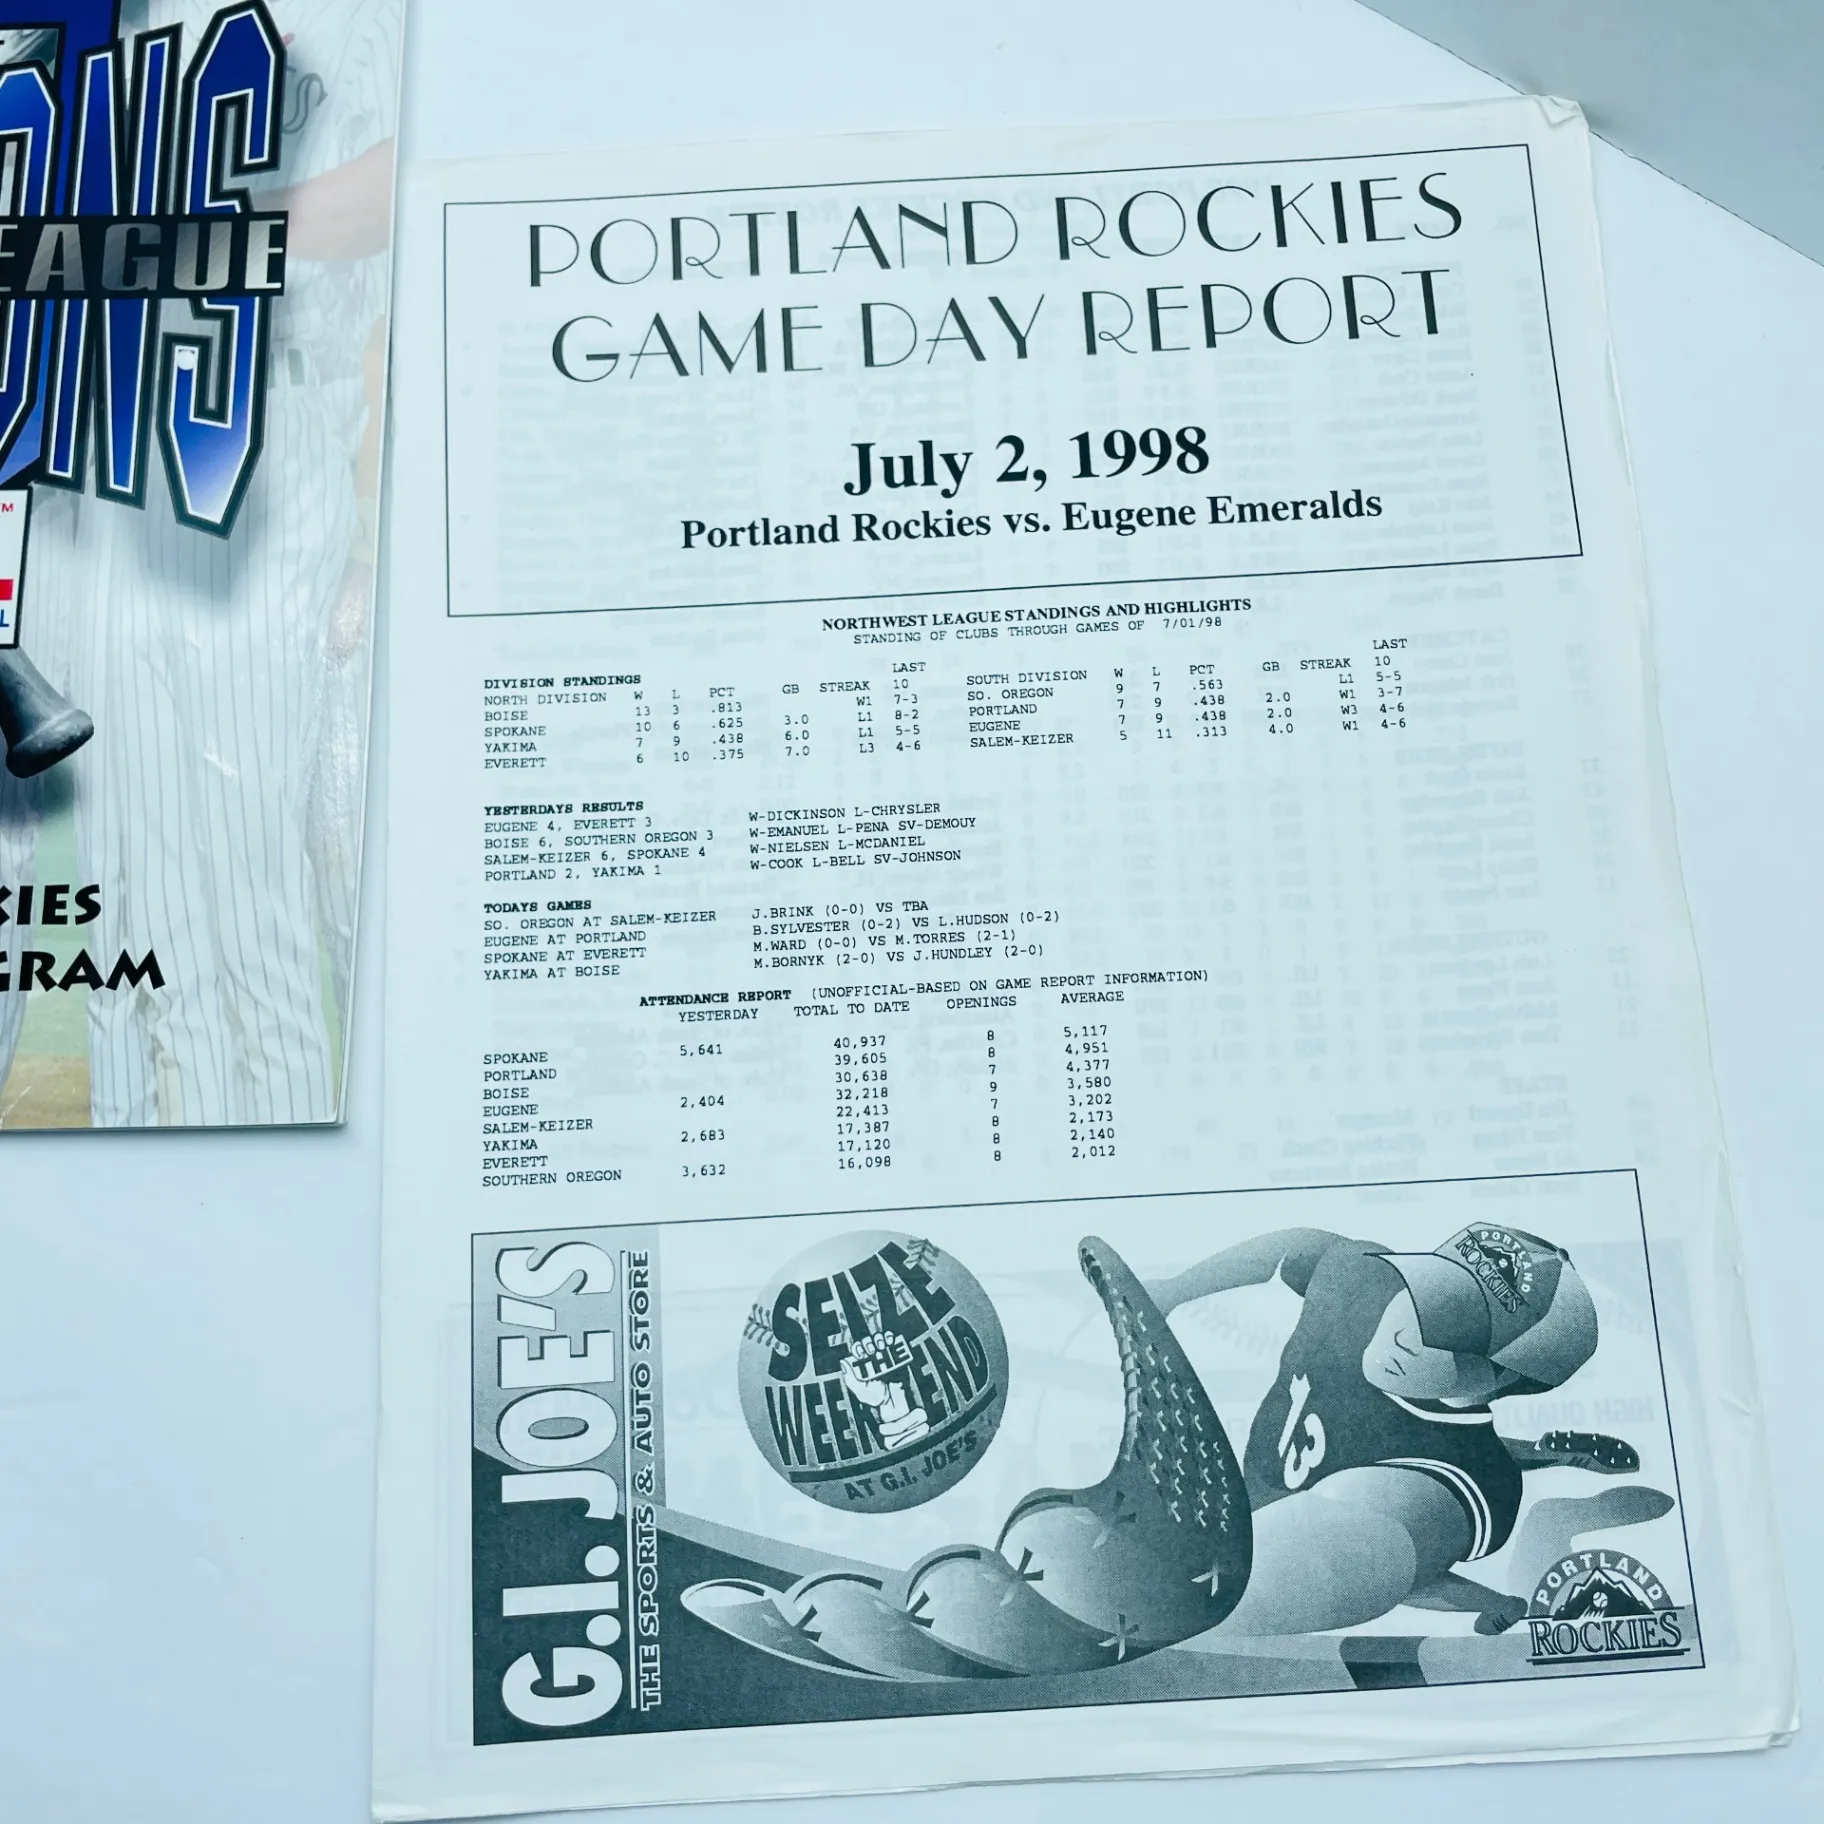 ONS
EAGUE
TM
L
KIES
GRAM
PORTLAND ROCKIES
GAME DAY REPORT
July 2, 1998
Portland Rockies vs. Eugene Emeralds
NORTHWEST LEAGUE STANDINGS AND HIGHLIGHTS
STANDING OF CLUBS THROUGH GAMES OF 7/01/98
DIVISION STANDINGS LAST
NORTH DIVISION W L PCT GB STREAK 10
BOISE 13 3 .813 W1 7-3
SPOKANE 10 6 .625 3.0 L1 8-2
YAKIMA 7 9 .438 6.0 L1 5-5
EVERETT 6 10 .375 7.0 L3 4-6
LAST
SOUTH DIVISION W L PCT GB STREAK 10
SO. OREGON 9 7 .563 L1 5-5
PORTLAND 7 9 .438 2.0 W1 3-7
EUGENE 7 9 .438 2.0 W3 4-6
SALEM-KEIZER 5 11 .313 4.0 W1 4-6
YESTERDAYS RESULTS
EUGENE 4, EVERETT 3 W-DICKINSON L-CHRYSLER
BOISE 6, SOUTHERN OREGON 3 W-EMANUEL L-PENA SV-DEMOUY
SALEM-KEIZER 6, SPOKANE 4 W-NIELSEN L-MCDANIEL
PORTLAND 2, YAKIMA 1 W-COOK L-BELL SV-JOHNSON
TODAYS GAMES
SO. OREGON AT SALEM-KEIZER J.BRINK (0-0) VS TBA
EUGENE AT PORTLAND B.SYLVESTER (0-2) VS L.HUDSON (0-2)
SPOKANE AT EVERETT M.WARD (0-0) VS M.TORRES (2-1)
YAKIMA AT BOISE M.BORNYK (2-0) VS J.HUNDLEY (2-0)
ATTENDANCE REPORT (UNOFFICIAL-BASED ON GAME REPORT INFORMATION)
YESTERDAY TOTAL TO DATE OPENINGS AVERAGE
SPOKANE 5,641 40,937 8 5,117
PORTLAND 39,605 8 4,951
BOISE 30,638 7 4,377
EUGENE 2,404 32,218 9 3,580
SALEM-KEIZER 22,413 7 3,202
YAKIMA 2,683 17,387 8 2,173
EVERETT 17,120 8 2,140
SOUTHERN OREGON 3,632 16,098 8 2,012
G.I. JOE'S
THE SPORTS & AUTO STORE
SEIZE
THE
WEEKEND
AT G.I. JOE'S
PORTLAND
ROCKIES
13
PORTLAND
ROCKIES